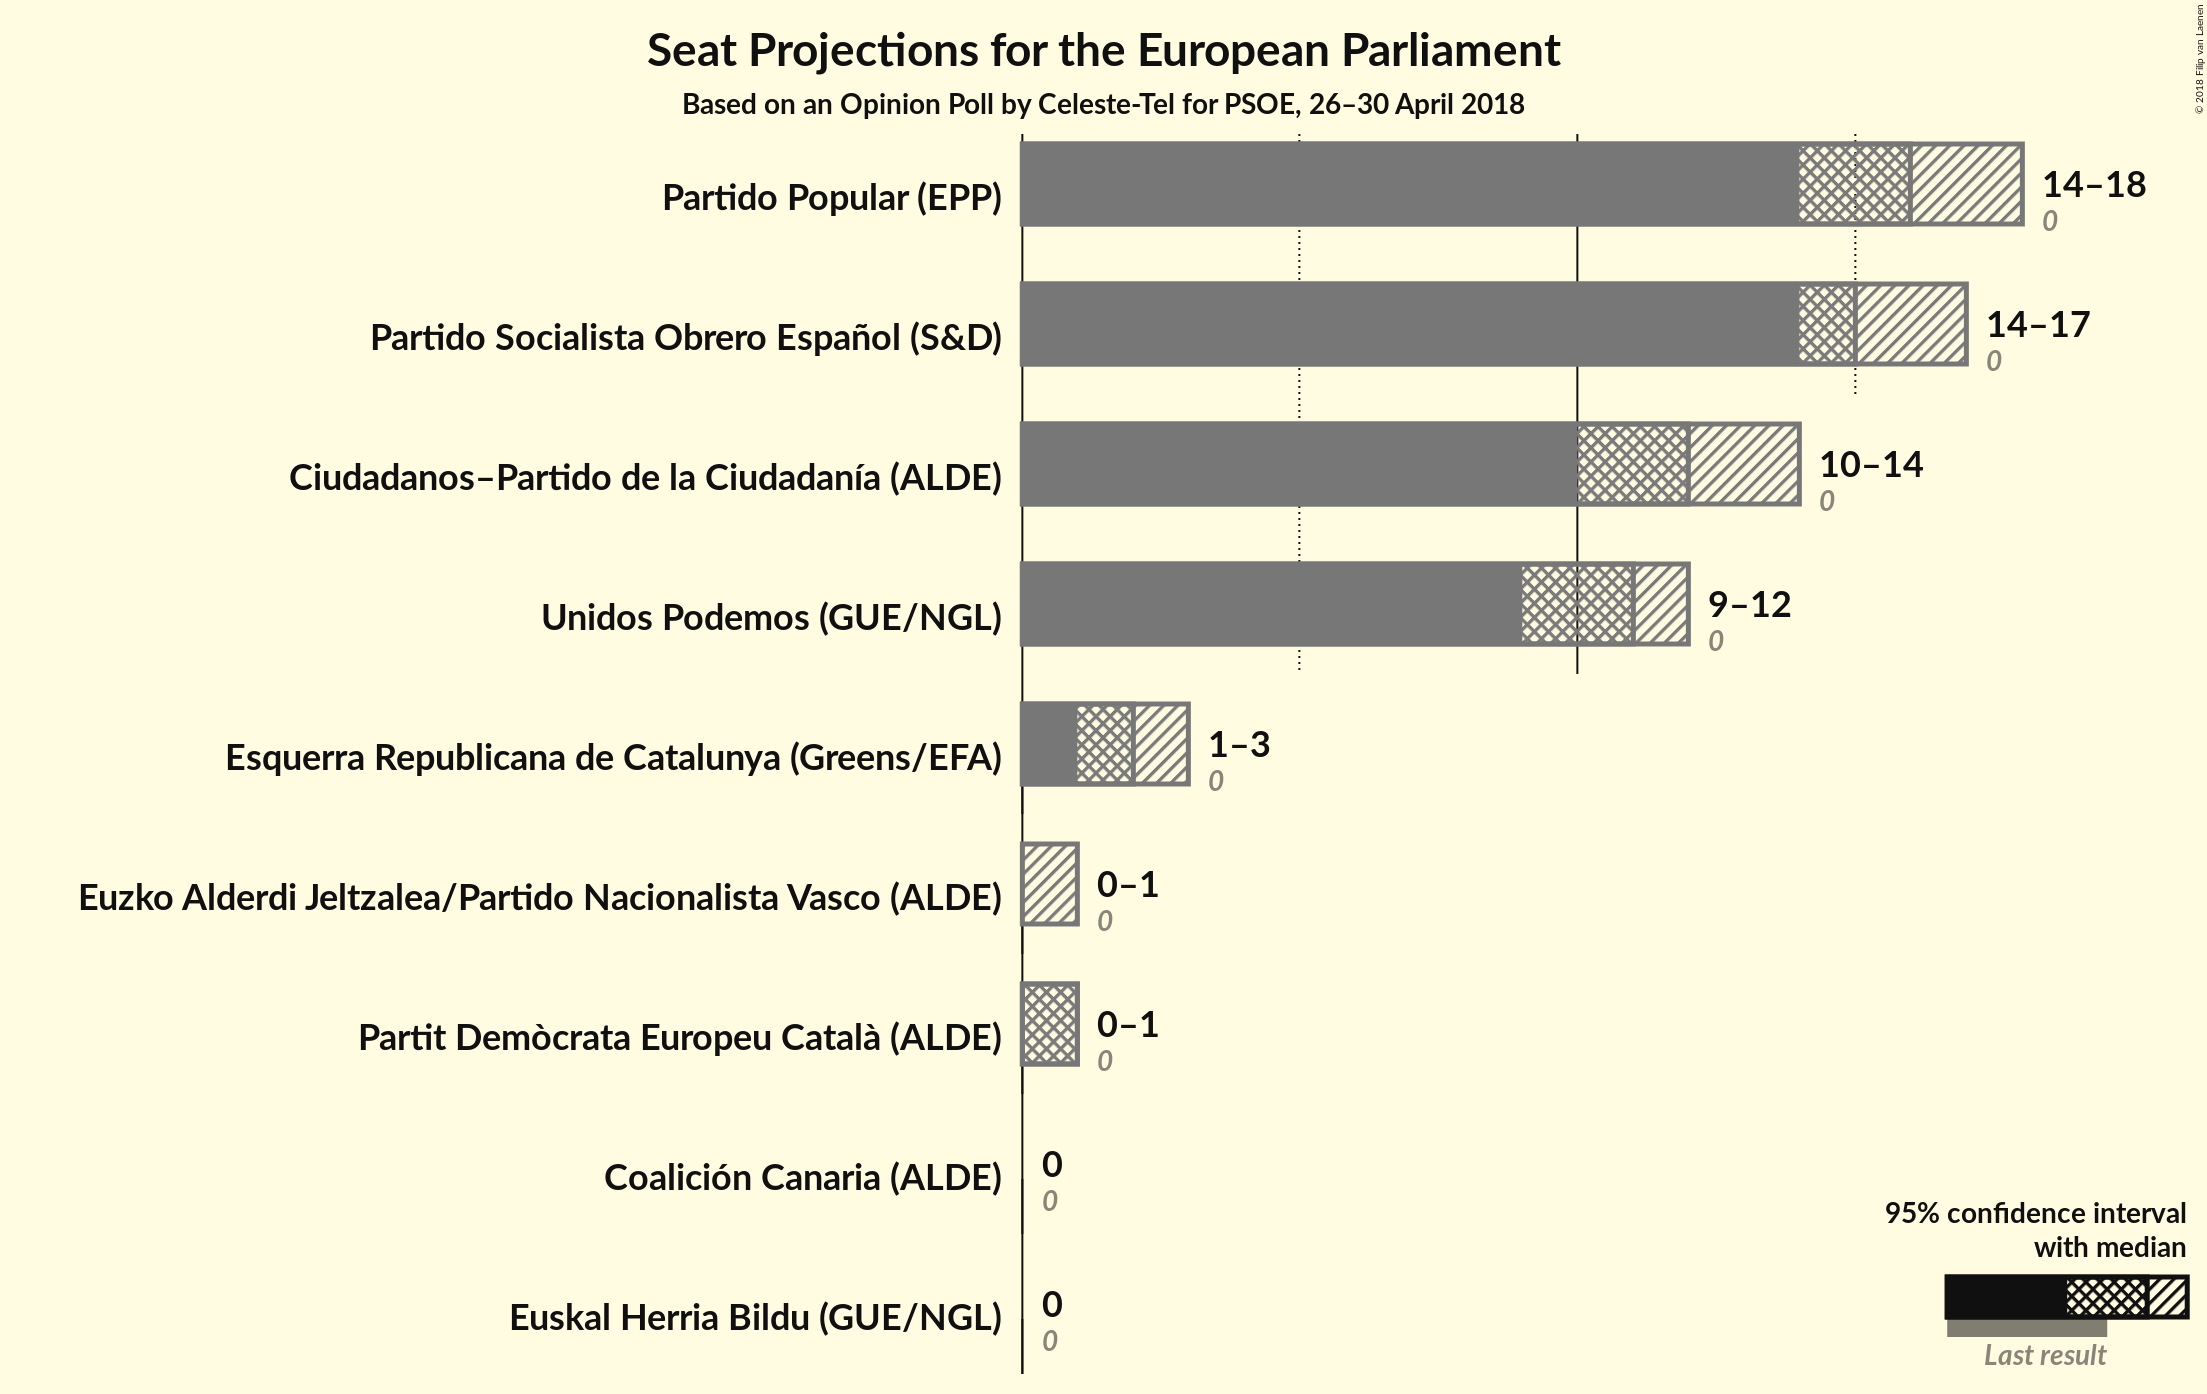 Seat Projections for the European Parliament
Based on an Opinion Poll by Celeste-Tel for PSOE, 26–30 April 2018
© 2018 Filip van Laenen
Partido Popular (EPP)
14–18
0
Partido Socialista Obrero Español (S&D)
14–17
0
Ciudadanos–Partido de la Ciudadanía (ALDE)
10–14
0
Unidos Podemos (GUE/NGL)
9–12
0
Esquerra Republicana de Catalunya (Greens/EFA)
1–3
0
Euzko Alderdi Jeltzalea/Partido Nacionalista Vasco (ALDE)
0–1
0
Partit Demòcrata Europeu Català (ALDE)
0–1
0
Coalición Canaria (ALDE)
0
0
Euskal Herria Bildu (GUE/NGL)
0
0
95% confidence interval
with median
Last result